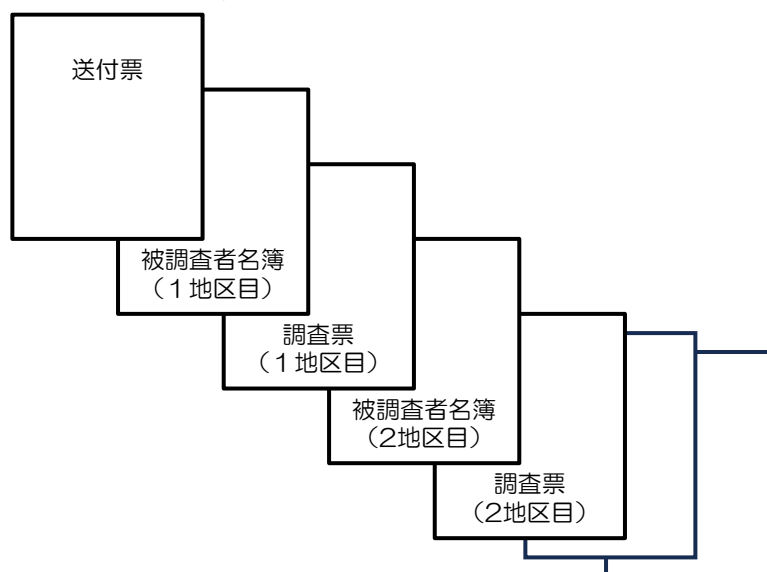 送付票
被調査者名簿
（１地区目）
調査票
（１地区目）
被調査者名簿
（2地区目）
調査票
（2地区目）